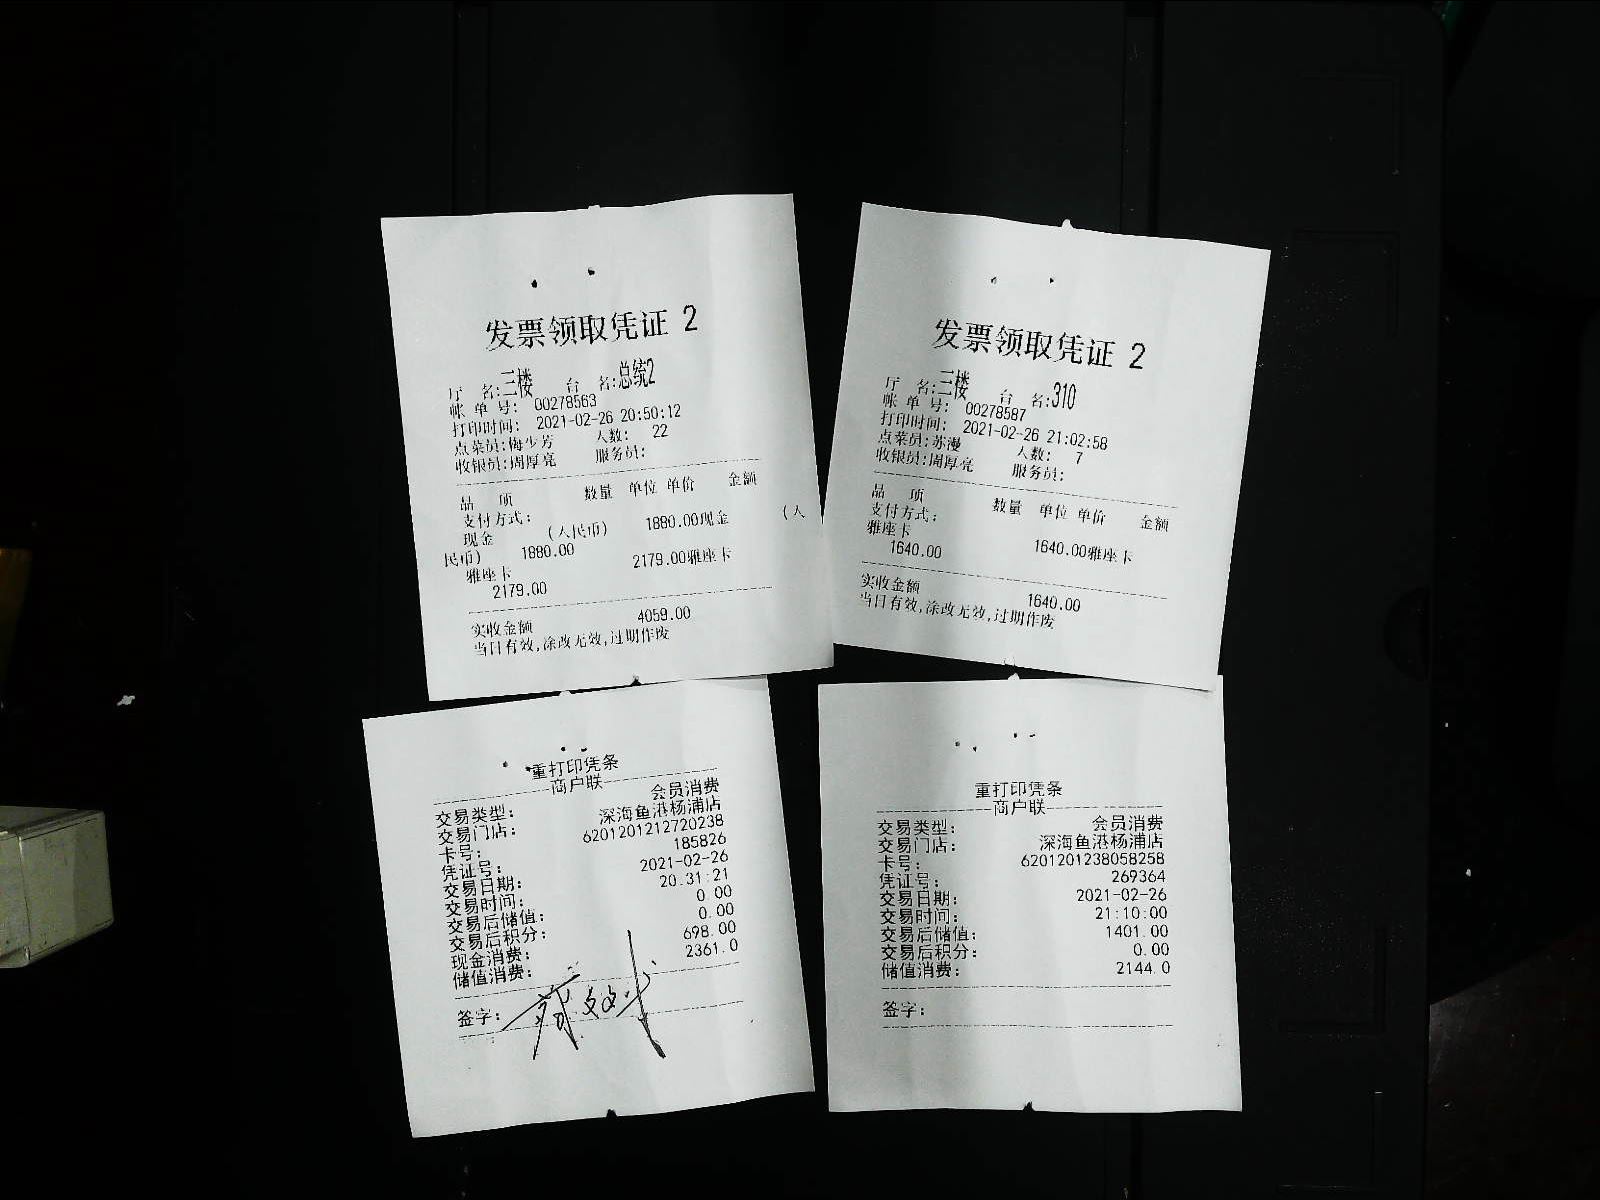 发票领取凭证 2
厅 名:三楼 台 名:总统2
帐 单 号: 00278563
打印时间: 2021-02-26 20:50:12
点菜员:梅少芳 人数: 22
收银员:周厚亮 服务员:
品 项 数量 单位 单价 金额
支付方式:
现金 (人民币) 1880.00现金 (人
民币) 1880.00
雅座卡 2179.00雅座卡
2179.00
实收金额 4059.00
当日有效,涂改无效,过期作废
发票领取凭证 2
厅 名:三楼 台 名:310
帐 单 号: 00278587
打印时间: 2021-02-26 21:02:58
点菜员:苏漫 人数: 7
收银员:周厚亮 服务员:
品 项 数量 单位 单价 金额
支付方式:
雅座卡 1640.00雅座卡
1640.00
实收金额 1640.00
当日有效,涂改无效,过期作废
重打印凭条
商户联
交易类型: 会员消费
交易门店: 深海鱼港杨浦店
卡号: 6201201212720238
凭证号: 185826
交易日期: 2021-02-26
交易时间: 20:31:21
交易后储值: 0.00
交易后积分: 0.00
现金消费: 698.00
储值消费: 2361.0
签字:
重打印凭条
商户联
交易类型: 会员消费
交易门店: 深海鱼港杨浦店
卡号: 6201201238058258
凭证号: 269364
交易日期: 2021-02-26
交易时间: 21:10:00
交易后储值: 1401.00
交易后积分: 0.00
储值消费: 2144.0
签字: